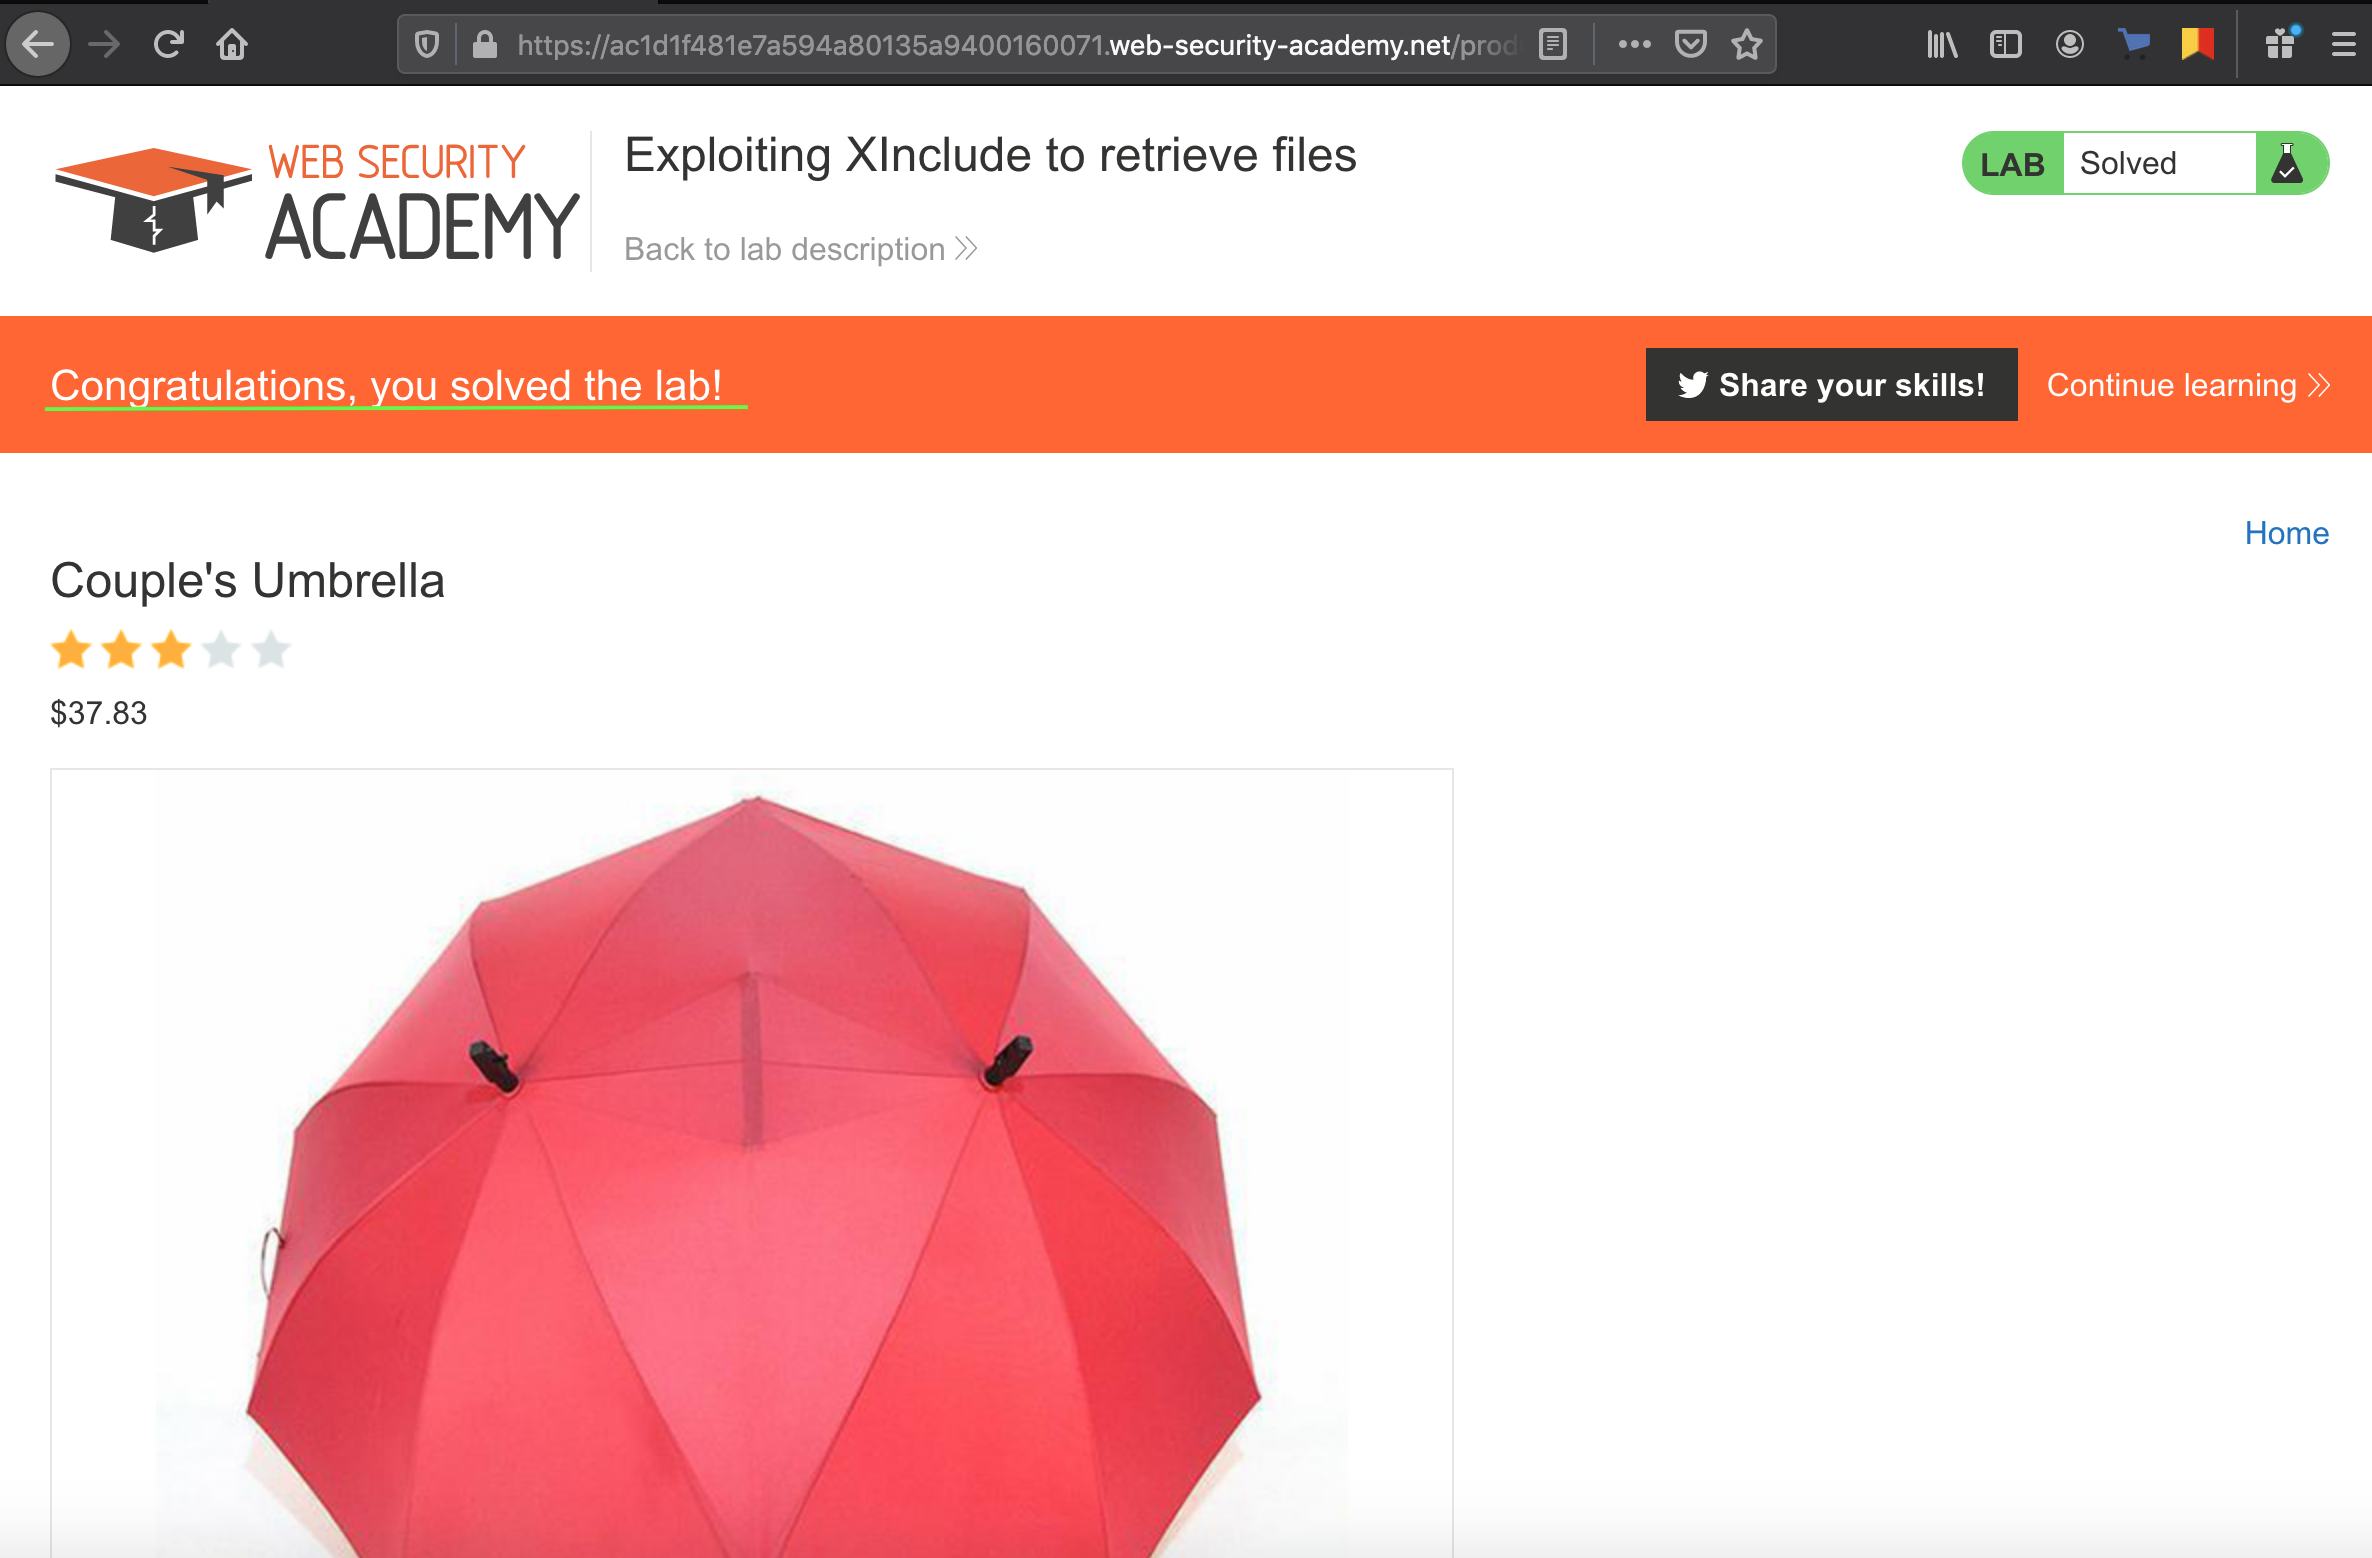 https://ac1d1f481e7a594a80135a9400160071.web-security-academy.net/prod
WEB SECURITY
ACADEMY
Exploiting XInclude to retrieve files
LAB Solved
Back to lab description
Congratulations, you solved the lab!
Share your skills!
Continue learning
Home
Couple's Umbrella
$37.83